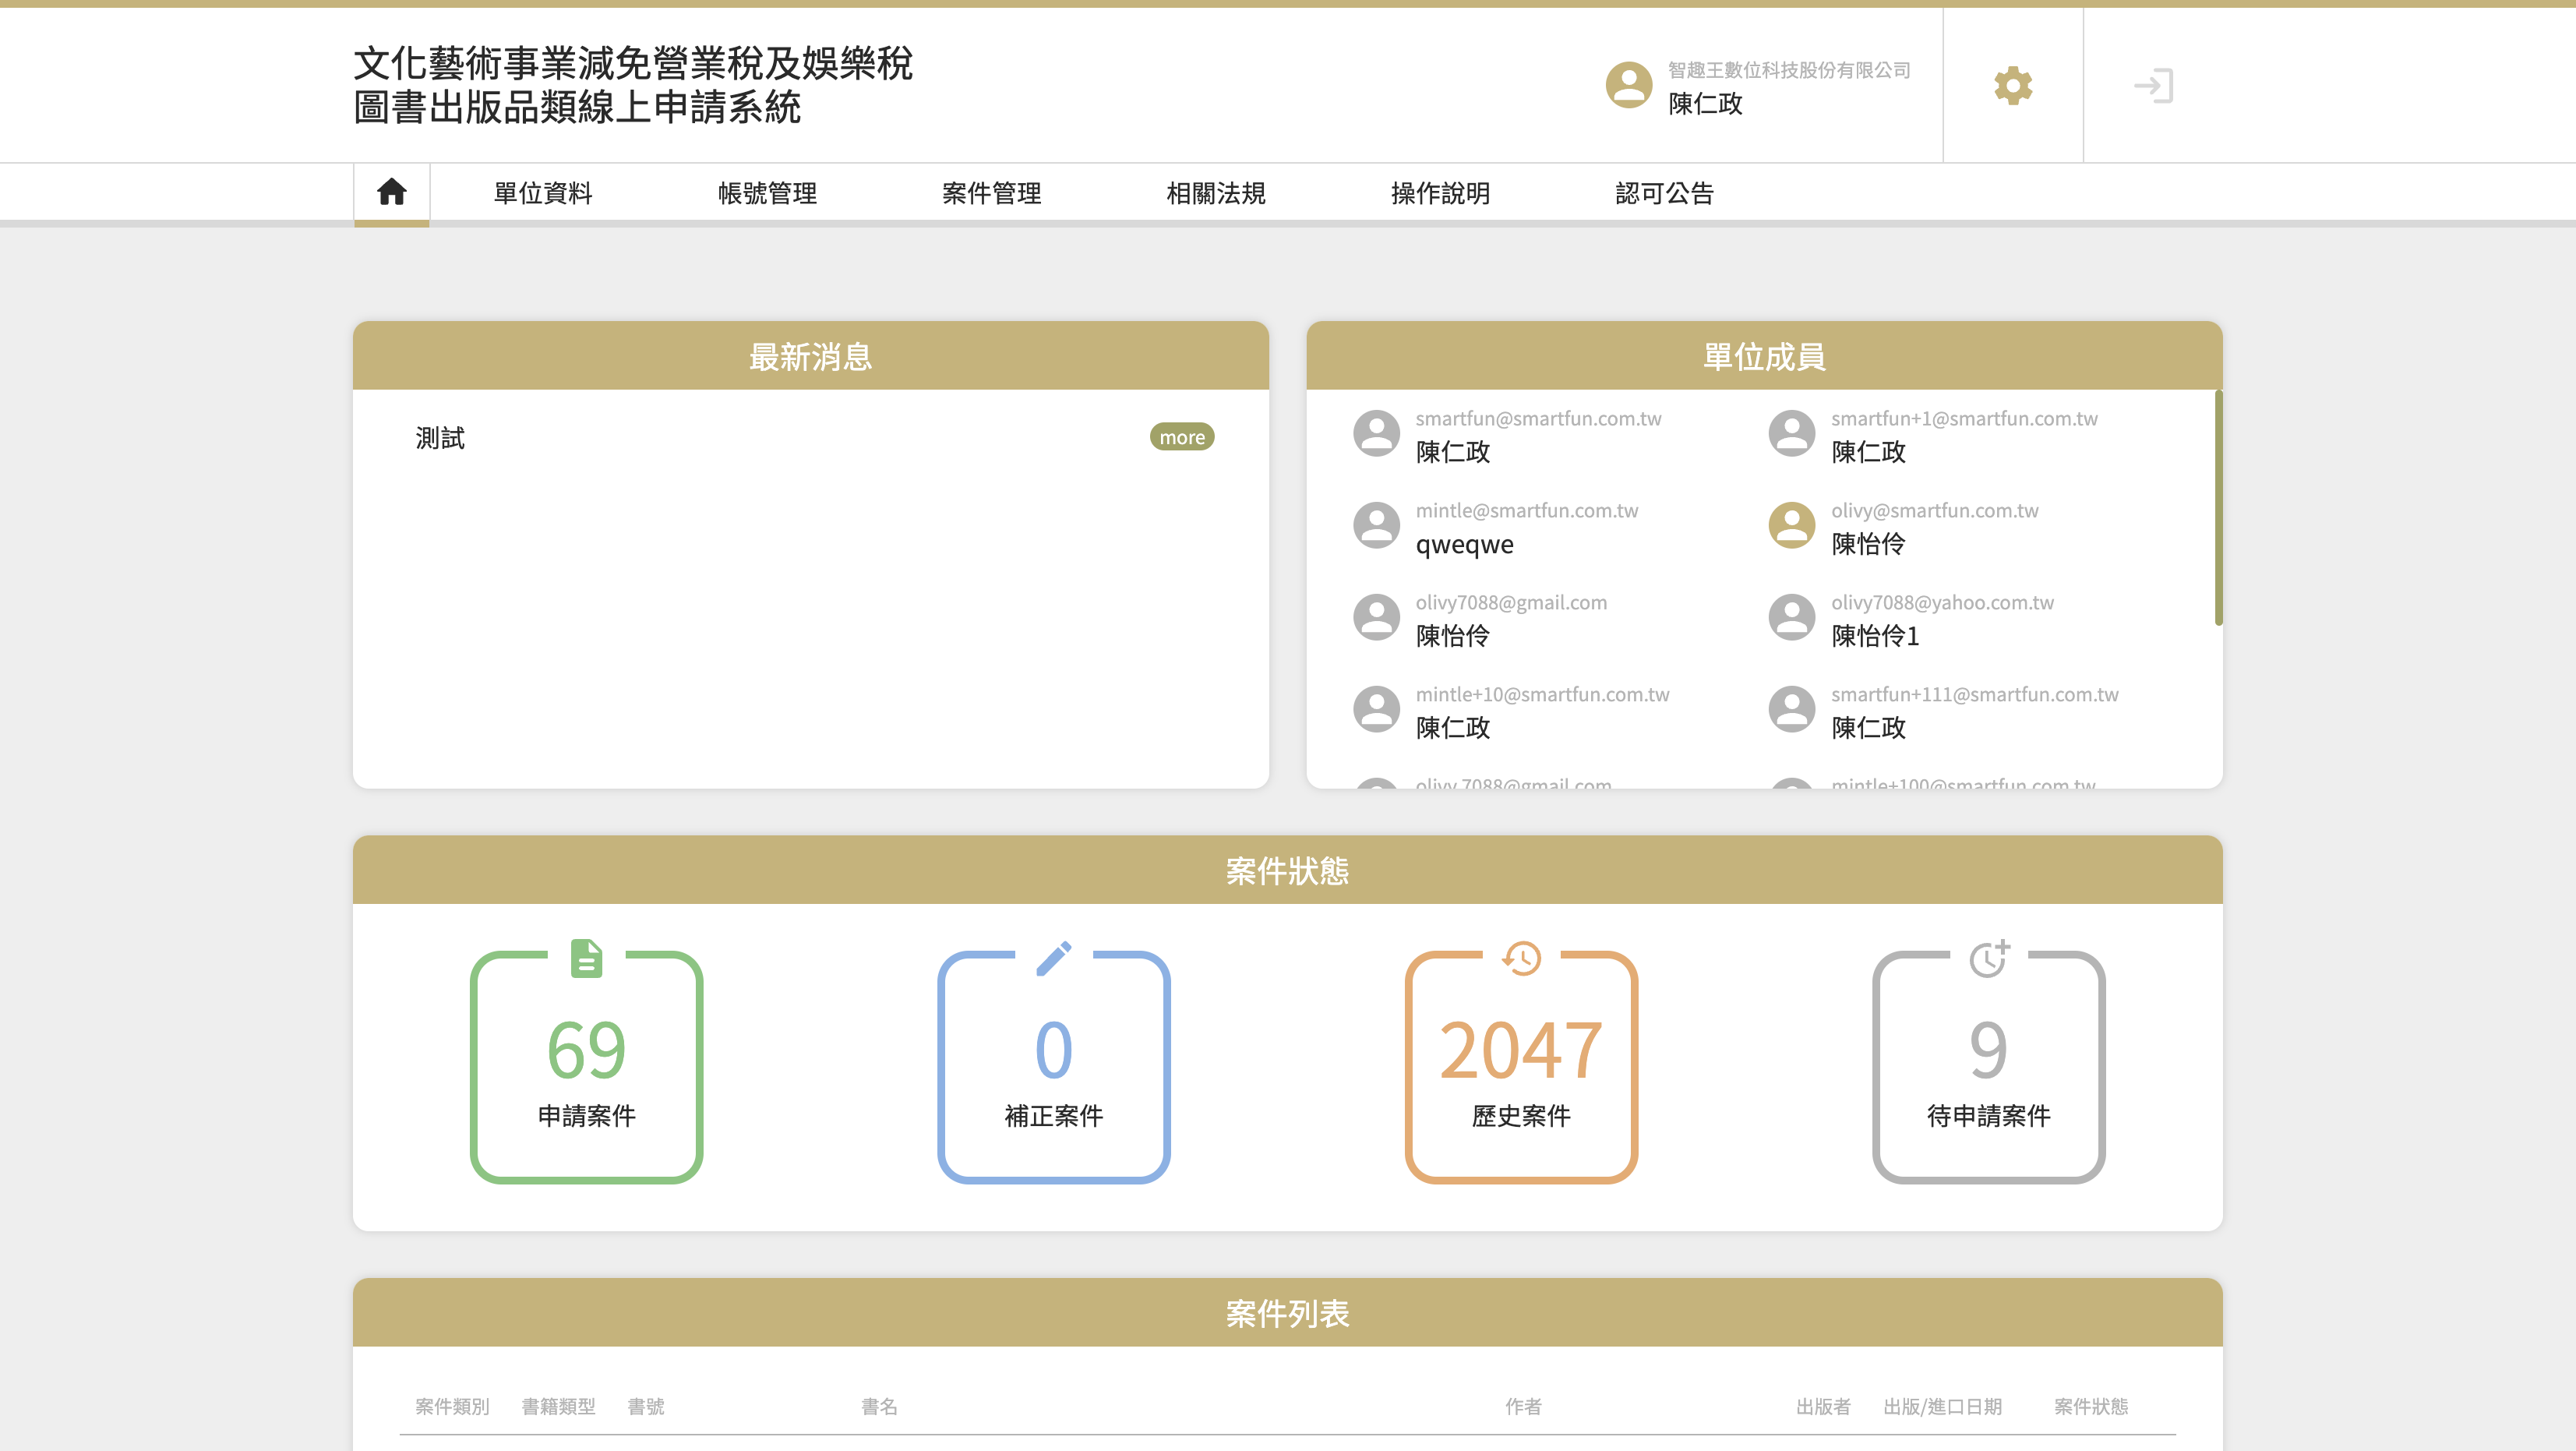 文化藝術事業減免營業稅及娛樂稅
圖書出版品類線上申請系統
智趣王數位科技股份有限公司
陳仁政
單位資料
帳號管理
案件管理
相關法規
操作說明
認可公告
最新消息
測試
more
單位成員
smartfun@smartfun.com.tw
陳仁政
smartfun+1@smartfun.com.tw
陳仁政
mintle@smartfun.com.tw
qweqwe
olivy@smartfun.com.tw
陳怡伶
olivy7088@gmail.com
陳怡伶
olivy7088@yahoo.com.tw
陳怡伶1
mintle+10@smartfun.com.tw
陳仁政
smartfun+111@smartfun.com.tw
陳仁政
olivy.7088@gmail.com
mintle+100@smartfun.com.tw
案件狀態
69
申請案件
0
補正案件
2047
歷史案件
9
待申請案件
案件列表
案件類別
書籍類型
書號
書名
作者
出版者
出版/進口日期
案件狀態